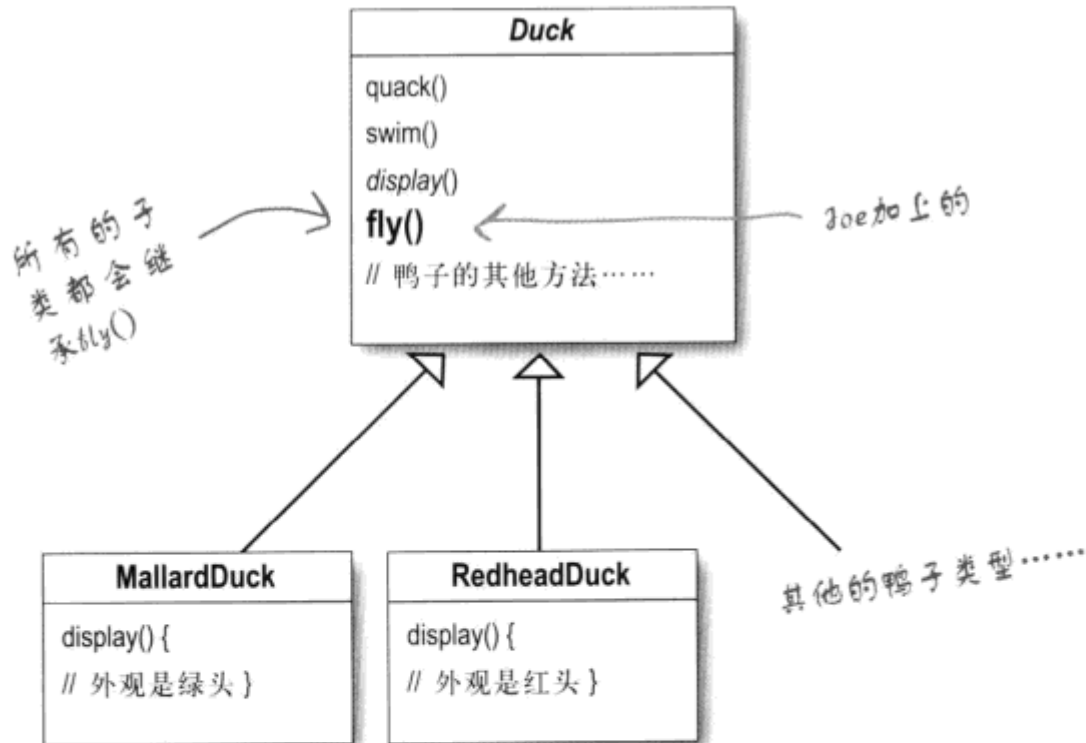 Duck
quack()
swim()
display()
fly()
// 鸭子的其他方法……
所有的子
类都会继
承fly()
Joe加上的
MallardDuck
display() {
// 外观是绿头 }
RedheadDuck
display() {
// 外观是红头 }
其他的鸭子类型……